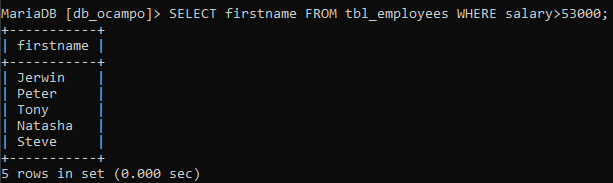 MariaDB [db_ocampo]> SELECT firstname FROM tbl_employees WHERE salary>53000;
+-----------+
| firstname |
+-----------+
| Jerwin    |
| Peter     |
| Tony      |
| Natasha   |
| Steve     |
+-----------+
5 rows in set (0.000 sec)